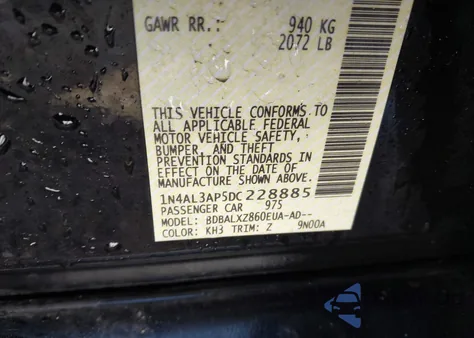 GAWR RR.: 940 KG
2072 LB
THIS VEHICLE CONFORMS TO
ALL APPLICABLE FEDERAL
MOTOR VEHICLE SAFETY,
BUMPER, AND THEFT
PREVENTION STANDARDS IN
EFFECT ON THE DATE OF
MANUFACTURE SHOWN ABOVE.
1N4AL3AP5DC228885
PASSENGER CAR 975
MODEL: BDBALXZ860EUA-AD--
COLOR: KH3 TRIM: Z 9N00A